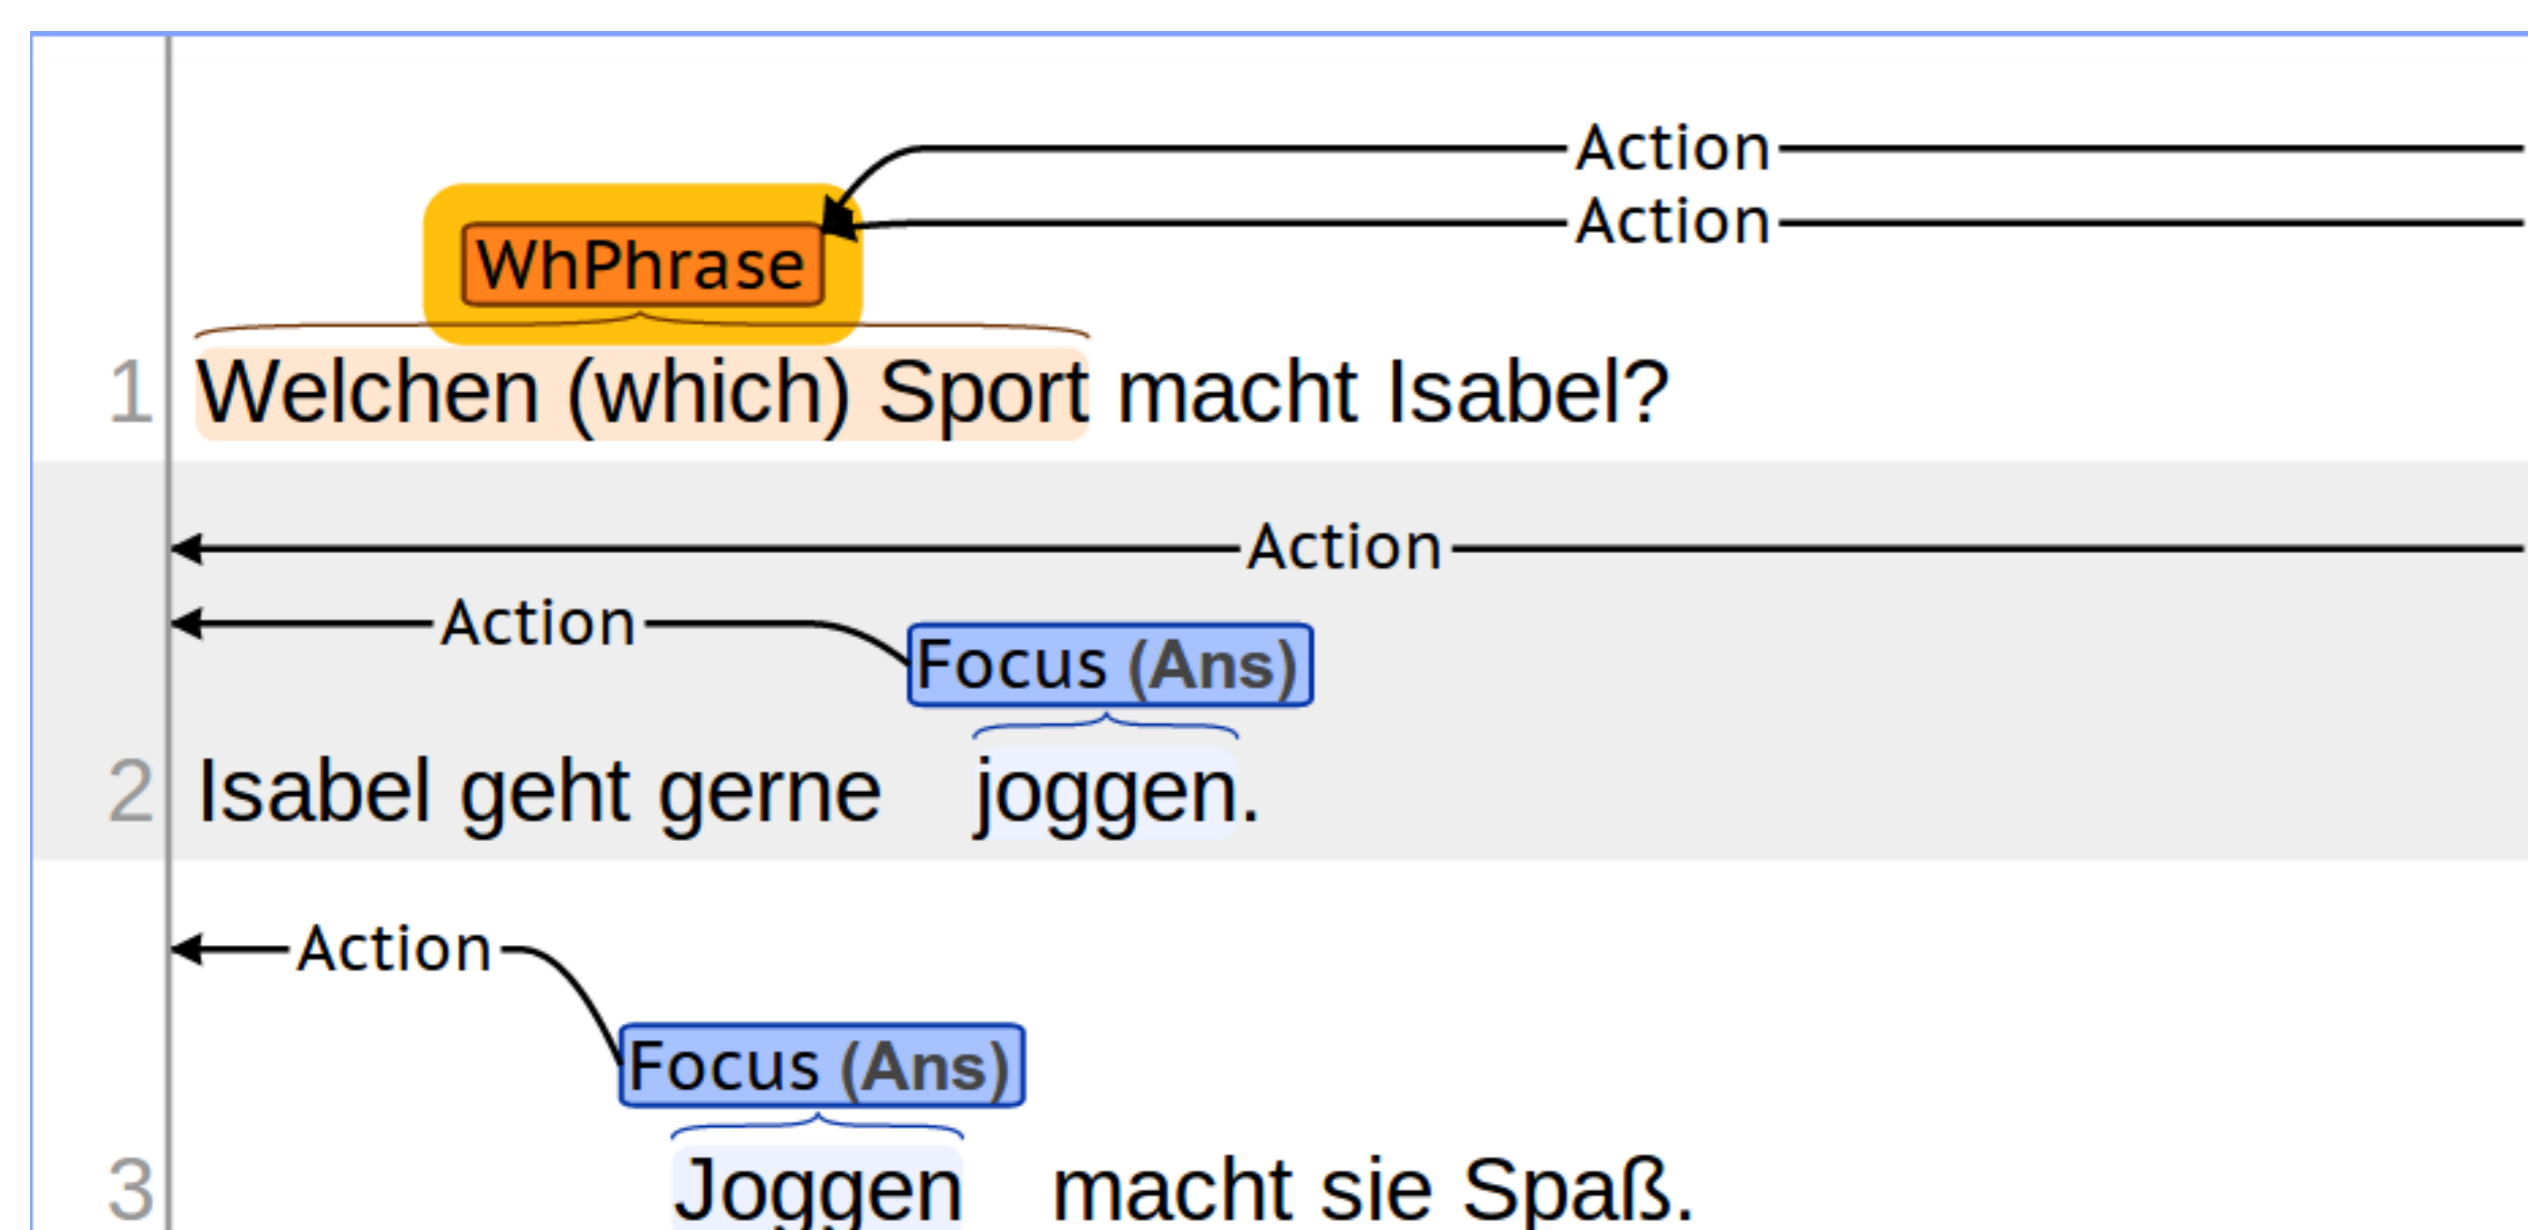 Action
Action
WhPhrase
1 Welchen (which) Sport macht Isabel?
Action
Action
Focus (Ans)
2 Isabel geht gerne joggen.
Action
Focus (Ans)
3 Joggen macht sie Spaß.